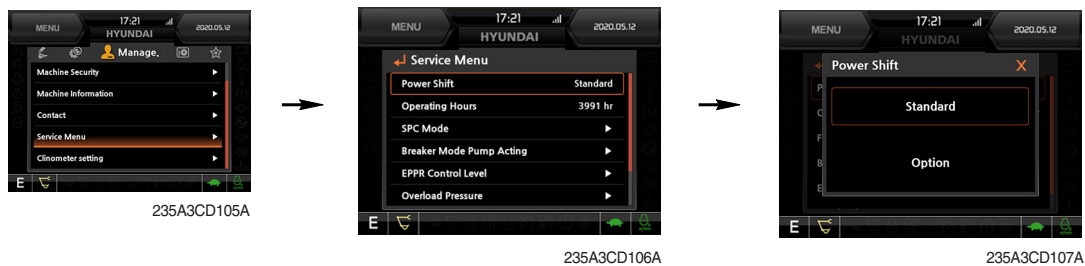 MENU
17:21
2020.05.12
HYUNDAI
Manage.
Machine Security
Machine Information
Contact
Service Menu
Clinometer setting
E
235A3CD105A
MENU
17:21
2020.05.12
HYUNDAI
Service Menu
Power Shift Standard
Operating Hours 3991 hr
SPC Mode
Breaker Mode Pump Acting
EPPR Control Level
Overload Pressure
E
235A3CD106A
MENU
17:21
2020.05.12
HYUNDAI
Power Shift X
Standard
Option
E
235A3CD107A